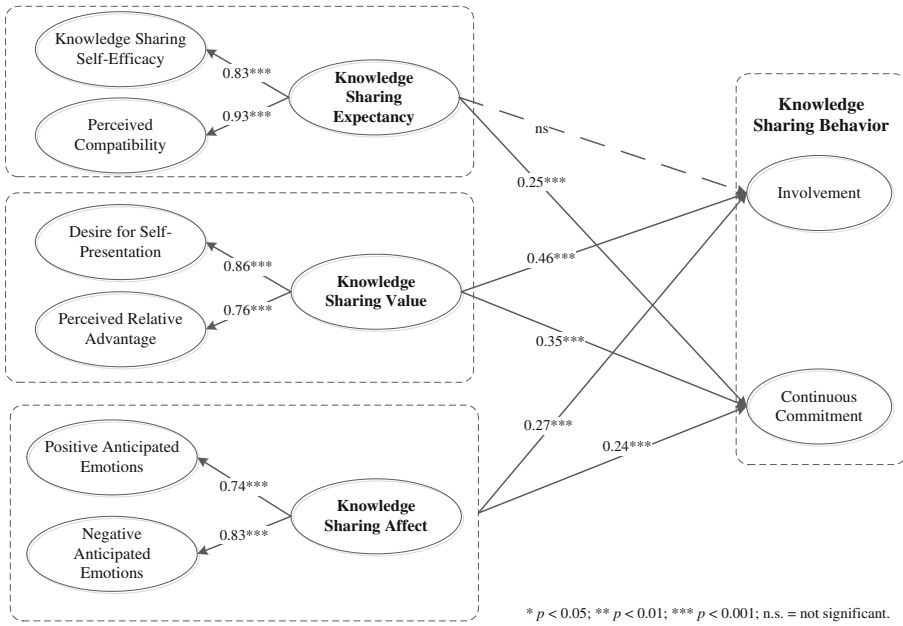 Knowledge Sharing
Self-Efficacy
0.83***
Knowledge
Sharing
Expectancy
0.93***
Perceived
Compatibility
Knowledge
Sharing Behavior
ns
Involvement
0.25***
Desire for Self-
Presentation
0.86***
Knowledge
Sharing Value
0.46***
0.76***
Perceived Relative
Advantage
0.35***
Continuous
Commitment
0.27***
0.24***
Positive Anticipated
Emotions
0.74***
Knowledge
Sharing Affect
0.83***
Negative
Anticipated
Emotions
* p < 0.05; ** p < 0.01; *** p < 0.001; n.s. = not significant.